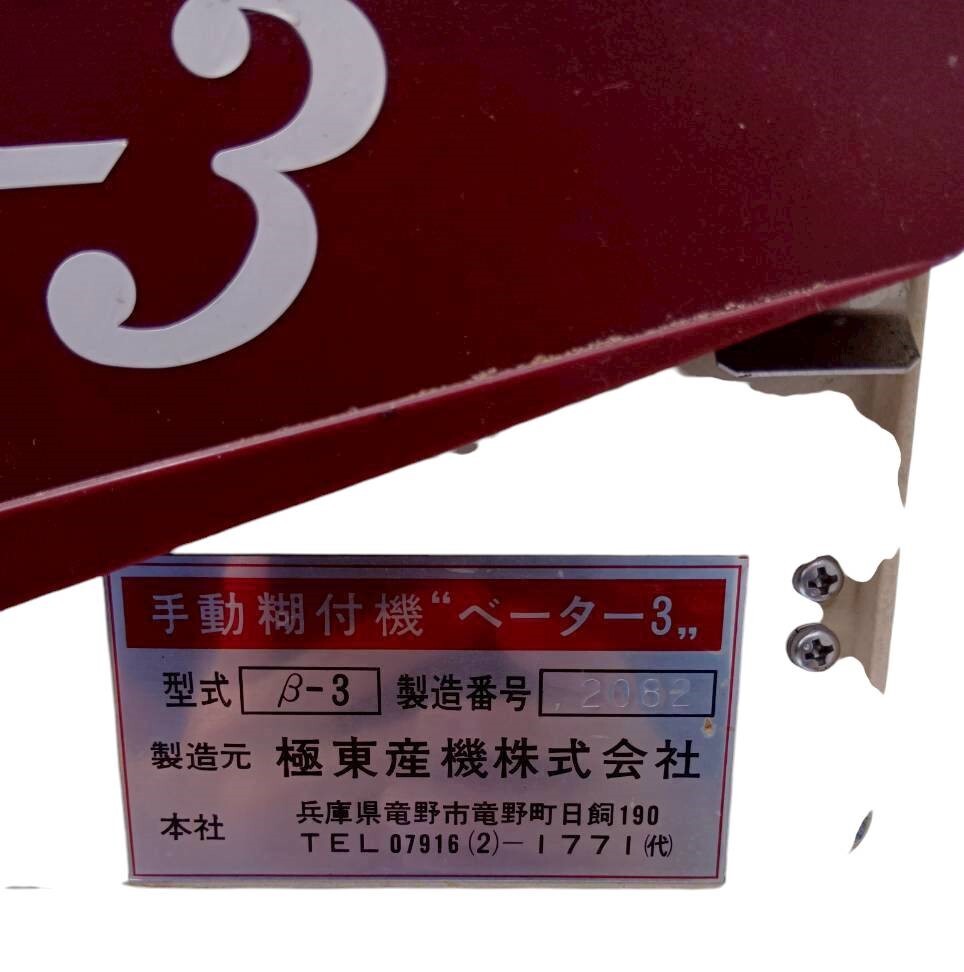 -3
手動糊付機“ベーター3„
型式 β-3 製造番号 2082
製造元 極東産機株式会社
本社 兵庫県竜野市竜野町日飼190
TEL 07916(2)-1771(代)